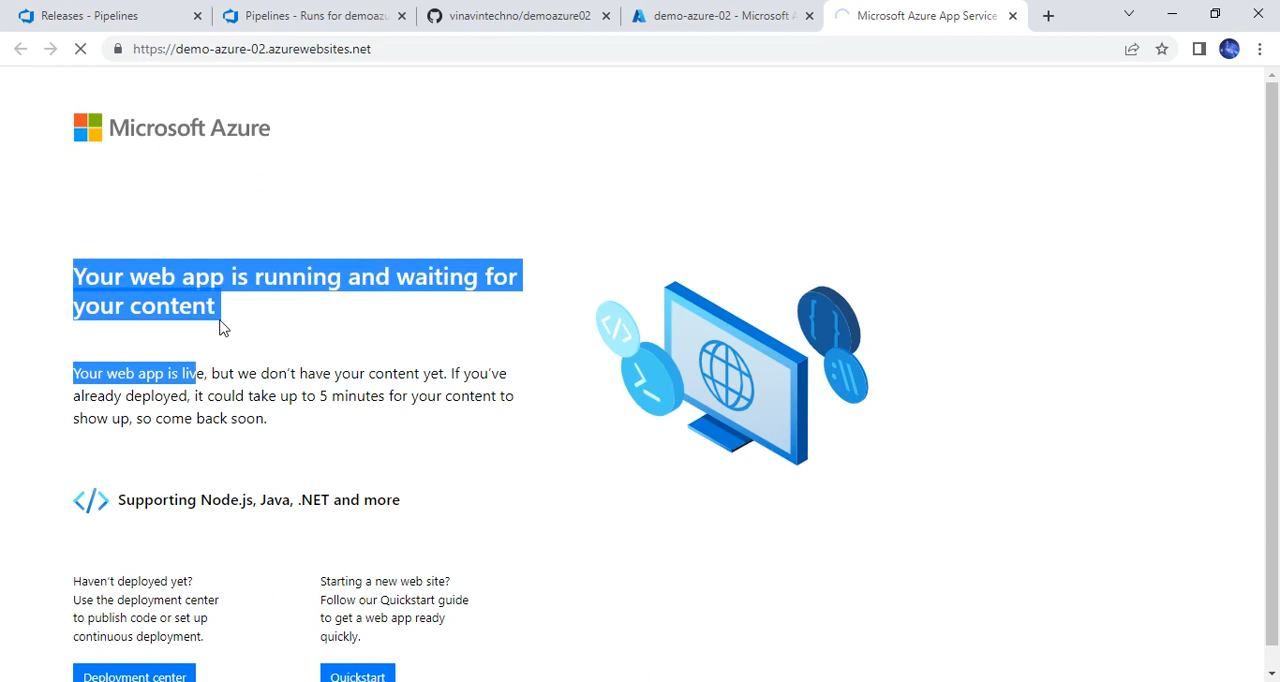 Releases - Pipelines
Pipelines - Runs for demoazu
vinavintechno/demoazure02
demo-azure-02 - Microsoft A
Microsoft Azure App Service
https://demo-azure-02.azurewebsites.net
Microsoft Azure
Your web app is running and waiting for
your content
Your web app is live, but we don't have your content yet. If you've
already deployed, it could take up to 5 minutes for your content to
show up, so come back soon.
Supporting Node.js, Java, .NET and more
Haven't deployed yet?
Use the deployment center
to publish code or set up
continuous deployment.
Starting a new web site?
Follow our Quickstart guide
to get a web app ready
quickly.
Deployment center
Quickstart